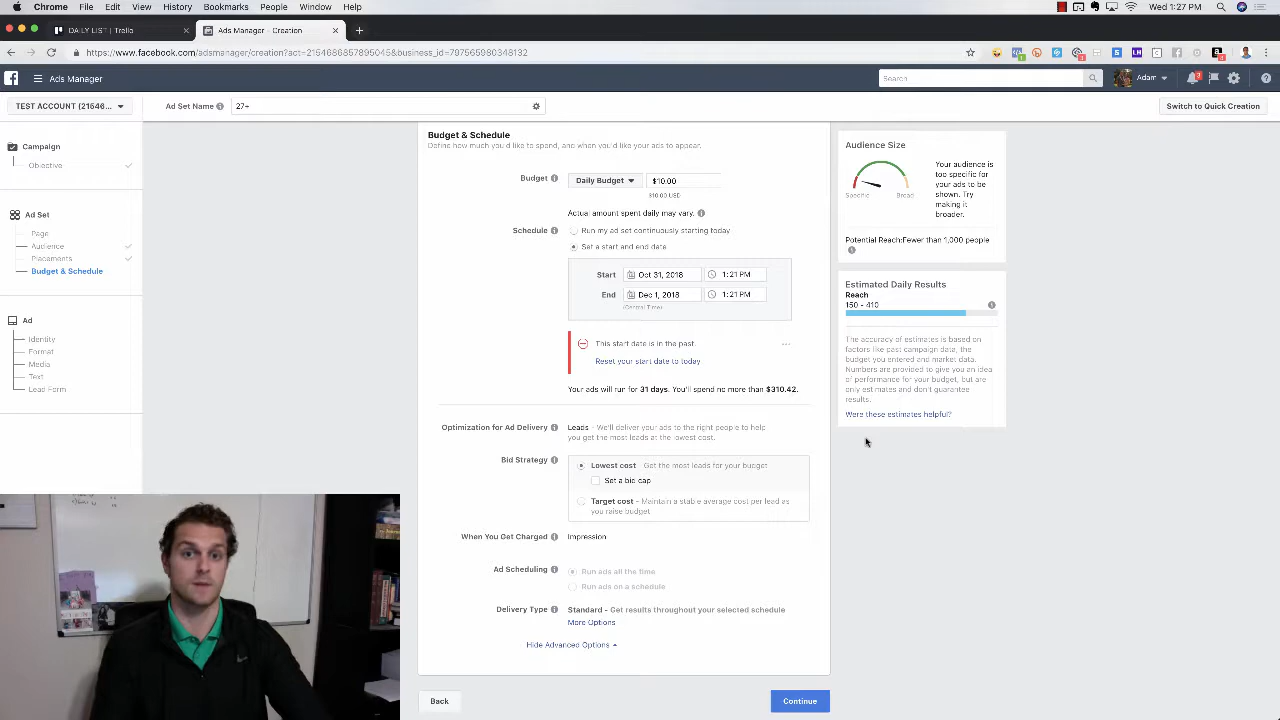 Chrome File Edit View History Bookmarks People Window Help
Wed 1:27 PM
DAILY LIST | Trello
Ads Manager - Creation
https://www.facebook.com/adsmanager/creation?act=2154686857895045&business_id=797565980348132
Ads Manager
Search
Adam
TEST ACCOUNT (21546...
Ad Set Name
27+
Switch to Quick Creation
Campaign
Objective
Ad Set
Page
Audience
Placements
Budget & Schedule
Ad
Identity
Format
Media
Text
Lead Form
Budget & Schedule
Define how much you'd like to spend, and when you'd like your ads to appear.
Budget
Daily Budget
$10.00
$10.00 USD
Actual amount spent daily may vary.
Schedule
Run my ad set continuously starting today
Set a start and end date
Start Oct 31, 2018 1:21 PM
End Dec 1, 2018 1:21 PM
(Central Time)
This start date is in the past.
Reset your start date to today
Your ads will run for 31 days. You'll spend no more than $310.42.
Optimization for Ad Delivery
Leads - We'll deliver your ads to the right people to help
you get the most leads at the lowest cost.
Bid Strategy
Lowest cost - Get the most leads for your budget
Set a bid cap
Target cost - Maintain a stable average cost per lead as
you raise budget
When You Get Charged
Impression
Ad Scheduling
Run ads all the time
Run ads on a schedule
Delivery Type
Standard - Get results throughout your selected schedule
More Options
Hide Advanced Options
Back
Continue
Audience Size
Specific
Broad
Your audience is
too specific for
your ads to be
shown. Try
making it
broader.
Potential Reach:Fewer than 1,000 people
Estimated Daily Results
Reach
150 - 410
The accuracy of estimates is based on
factors like past campaign data, the
budget you entered and market data.
Numbers are provided to give you an idea
of performance for your budget, but are
only estimates and don't guarantee
results.
Were these estimates helpful?